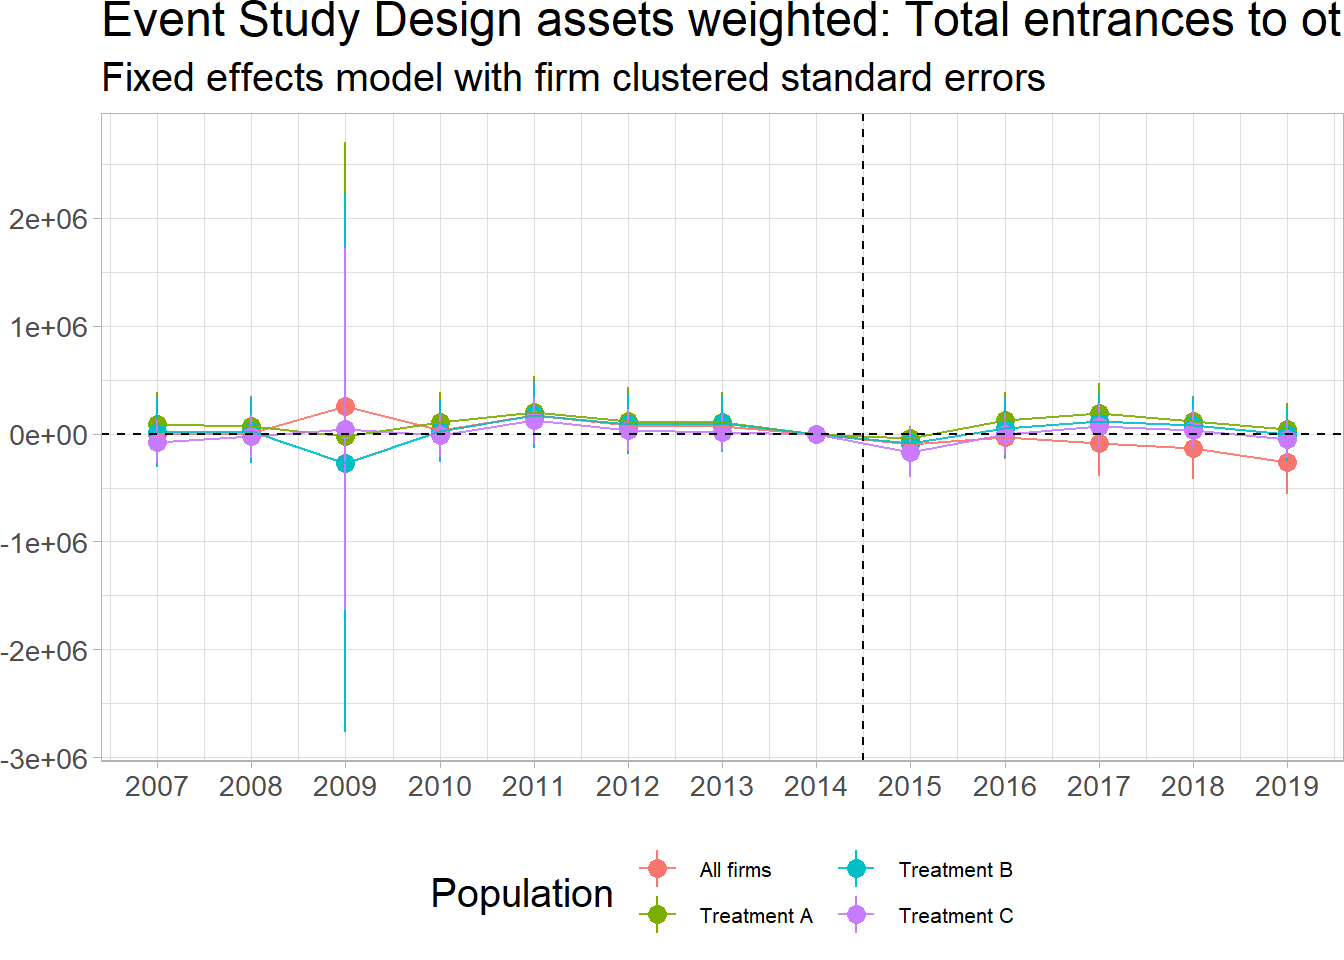 Event Study Design assets weighted: Total entrances to ot
Fixed effects model with firm clustered standard errors
2e+06
1e+06
0e+00
-1e+06
-2e+06
-3e+06
2007 2008 2009 2010 2011 2012 2013 2014 2015 2016 2017 2018 2019
Population
All firms
Treatment A
Treatment B
Treatment C